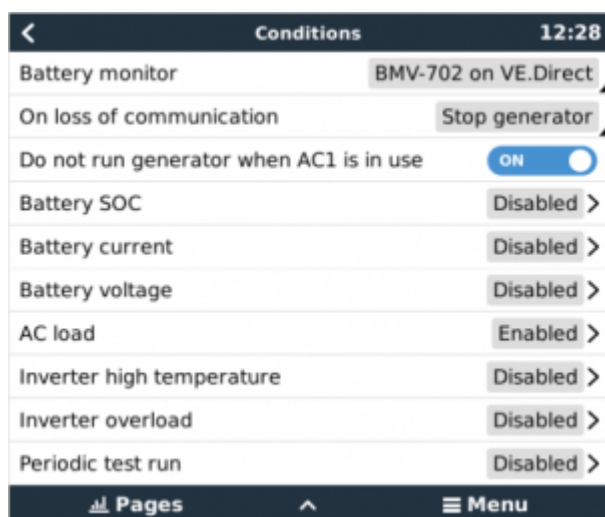 Conditions 12:28
Battery monitor BMV-702 on VE.Direct
On loss of communication Stop generator
Do not run generator when AC1 is in use ON
Battery SOC Disabled
Battery current Disabled
Battery voltage Disabled
AC load Enabled
Inverter high temperature Disabled
Inverter overload Disabled
Periodic test run Disabled
Pages Menu